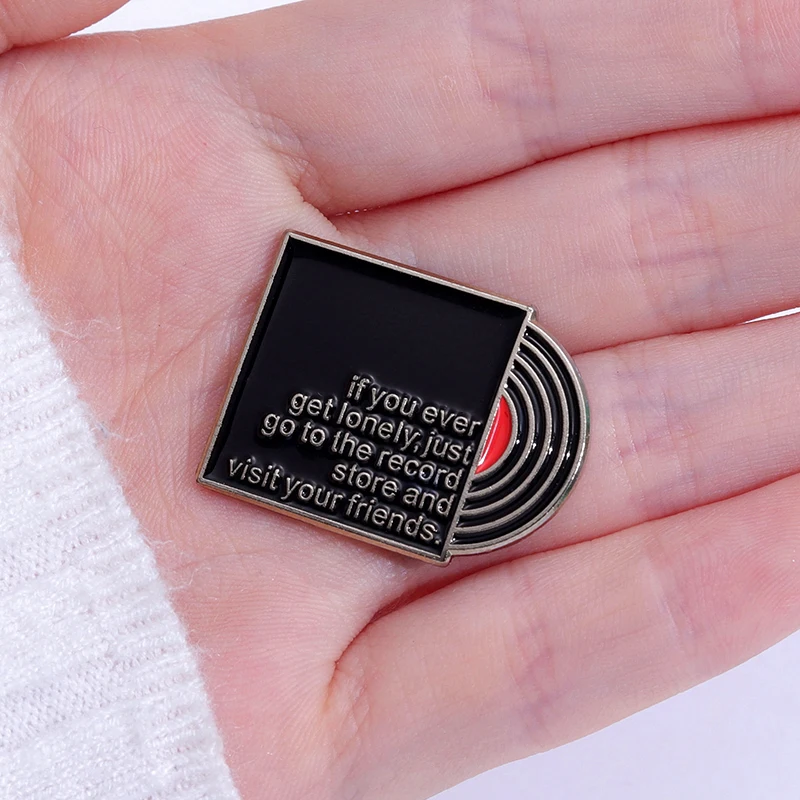 if you ever
get lonely, just
go to the record
store and
visit your friends.